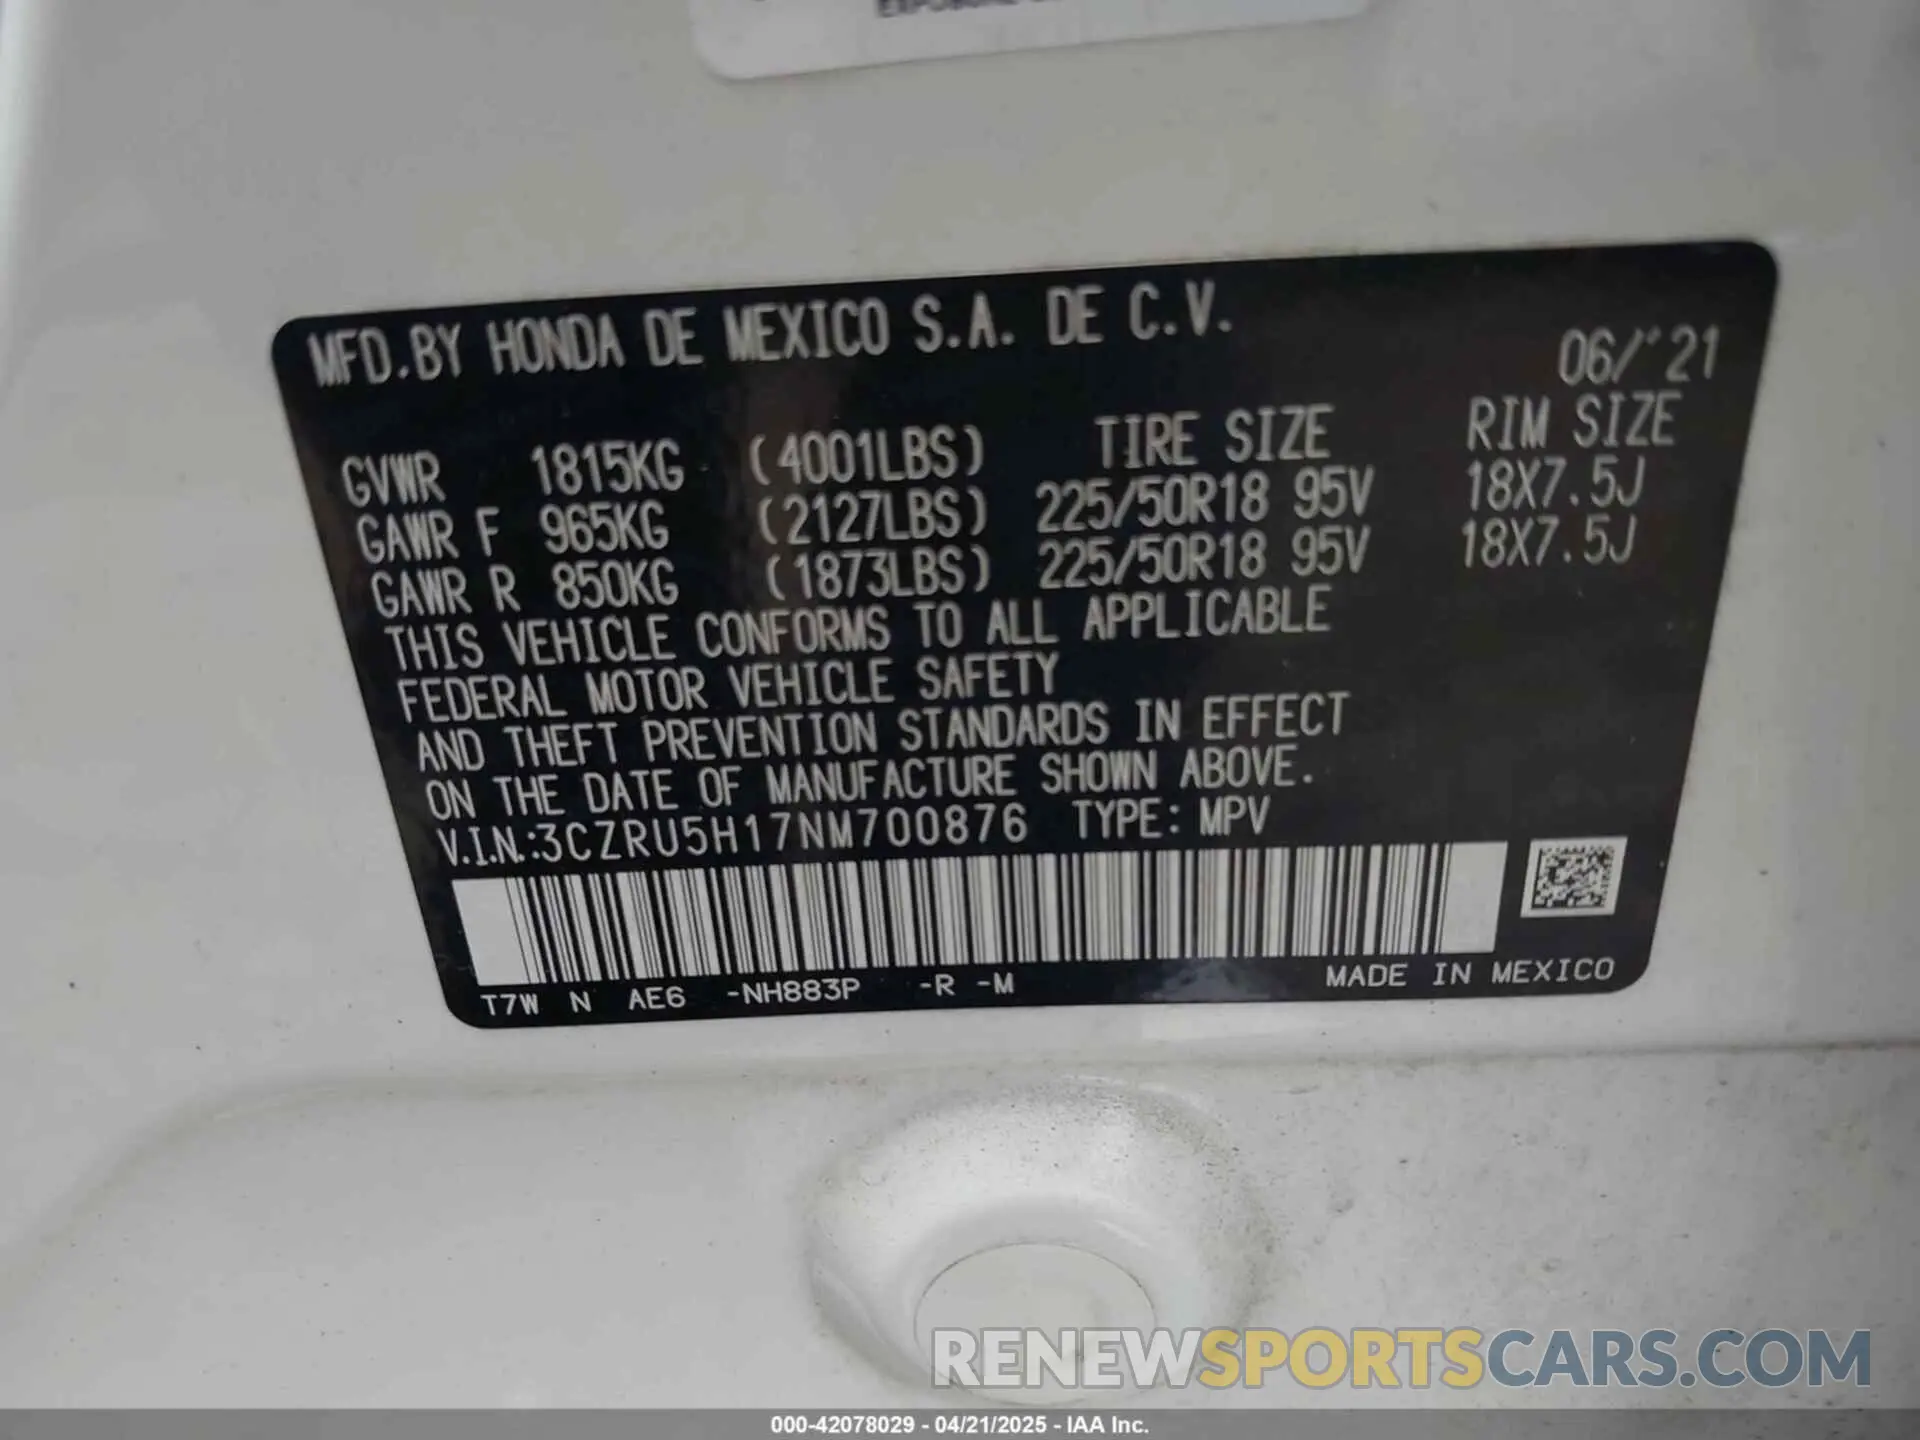 MFD.BY HONDA DE MEXICO S.A. DE C.V.
06/'21
TIRE SIZE RIM SIZE
GVWR 1815KG (4001LBS)
GAWR F 965KG (2127LBS) 225/50R18 95V 18X7.5J
GAWR R 850KG (1873LBS) 225/50R18 95V 18X7.5J
THIS VEHICLE CONFORMS TO ALL APPLICABLE
FEDERAL MOTOR VEHICLE SAFETY
AND THEFT PREVENTION STANDARDS IN EFFECT
ON THE DATE OF MANUFACTURE SHOWN ABOVE.
V.I.N.:3CZRU5H17NM700876 TYPE: MPV
T7W N AE6 -NH883P -R -M MADE IN MEXICO
RENEWSPORTSCARS.COM
000-42078029 - 04/21/2025 - IAA Inc.